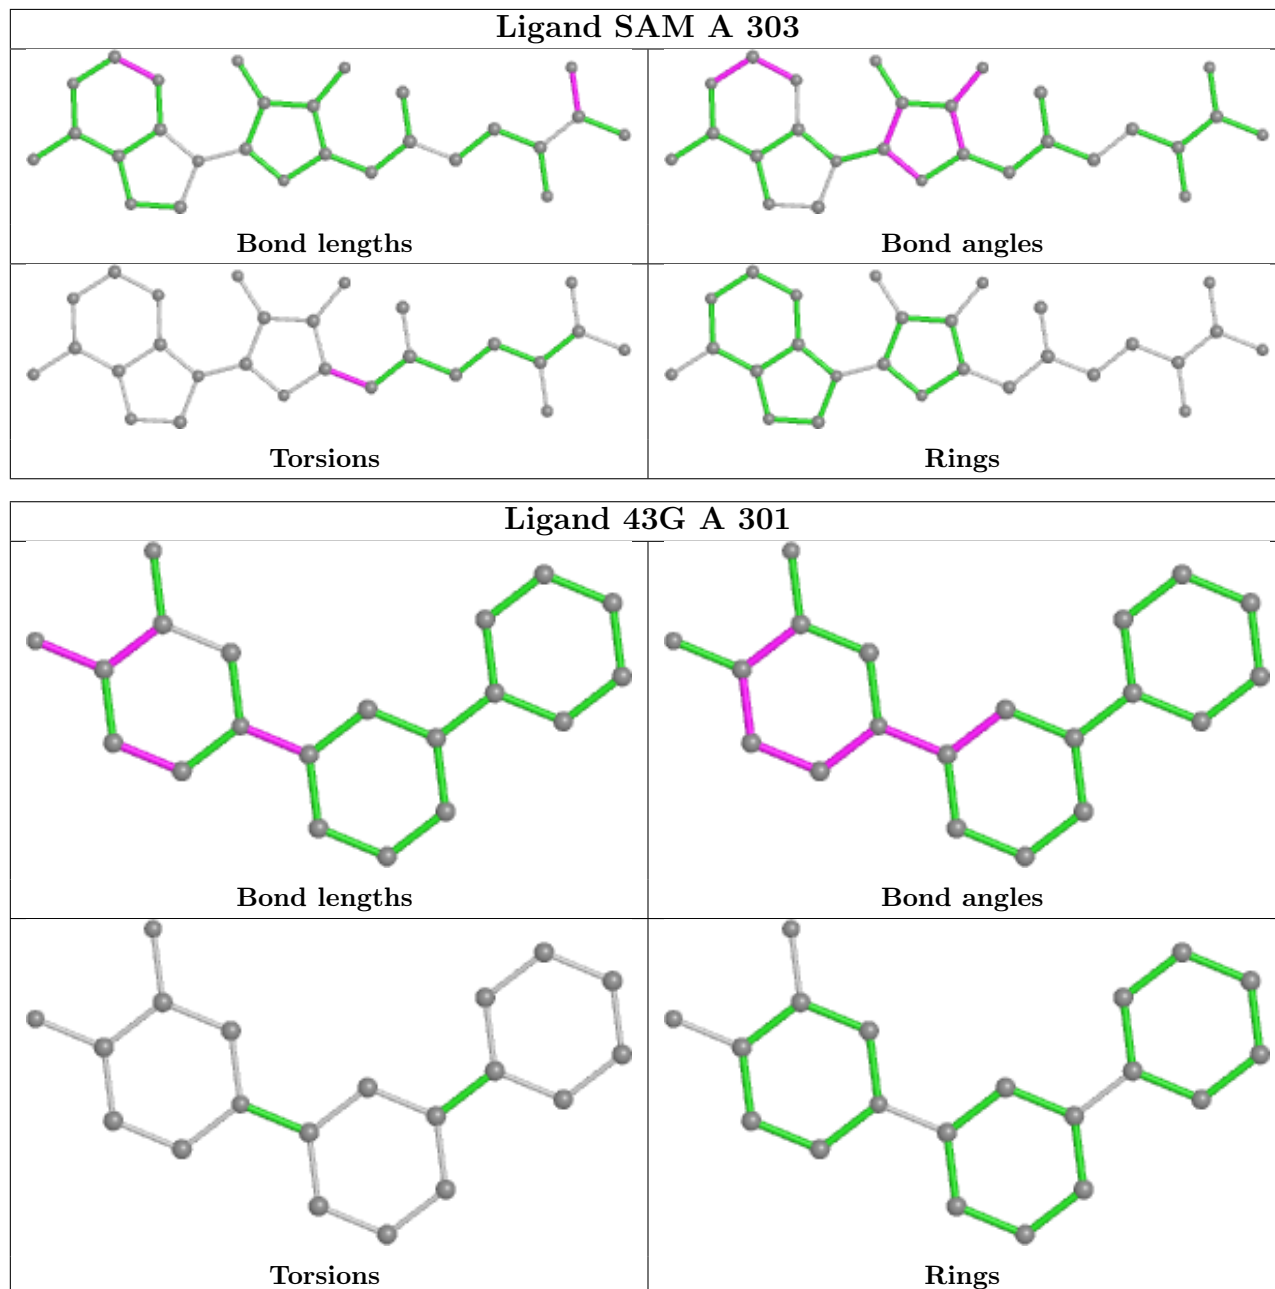 Ligand SAM A 303
Bond lengths
Bond angles
Torsions
Rings
Ligand 43G A 301
Bond lengths
Bond angles
Torsions
Rings